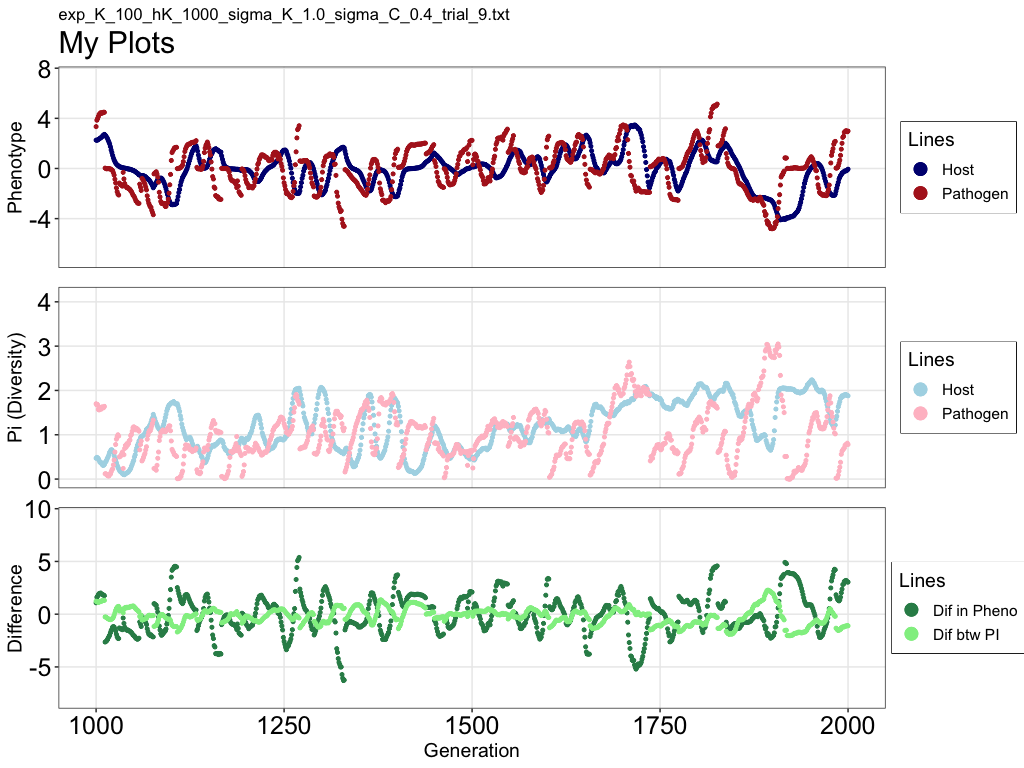 exp_K_100_hK_1000_sigma_K_1.0_sigma_C_0.4_trial_9.txt
My Plots
Phenotype
8
4
0
-4
Lines
Host
Pathogen
Pi (Diversity)
4
3
2
1
0
Lines
Host
Pathogen
Difference
10
5
0
-5
Lines
Dif in Pheno
Dif btw PI
1000 1250 1500 1750 2000
Generation